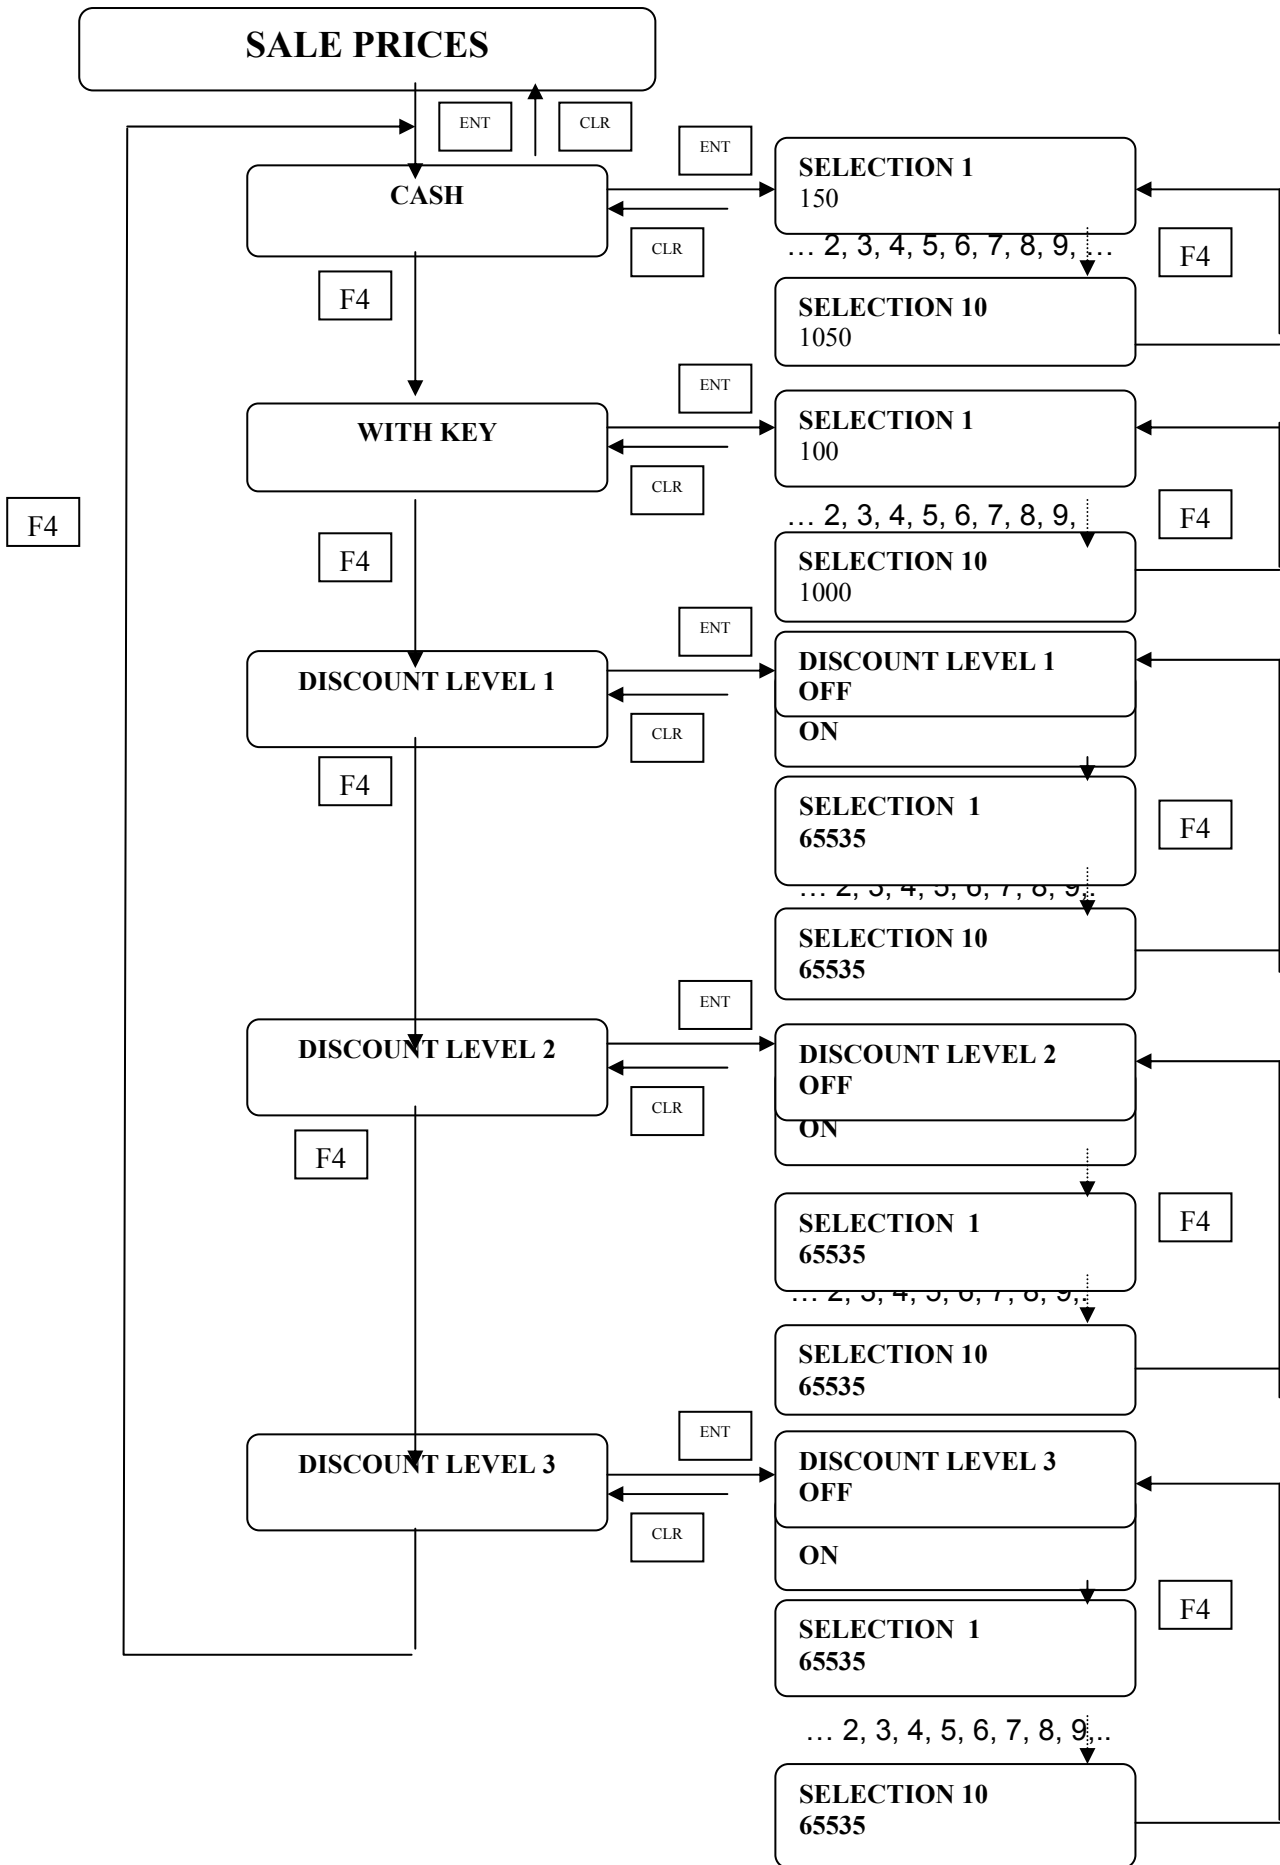 SALE PRICES
ENT
CLR
CASH
ENT
CLR
SELECTION 1
150
… 2, 3, 4, 5, 6, 7, 8, 9, …
F4
F4
SELECTION 10
1050
WITH KEY
ENT
CLR
SELECTION 1
100
F4
… 2, 3, 4, 5, 6, 7, 8, 9,
F4
F4
SELECTION 10
1000
DISCOUNT LEVEL 1
ENT
CLR
DISCOUNT LEVEL 1
OFF
ON
F4
SELECTION 1
65535
F4
… 2, 3, 4, 5, 6, 7, 8, 9,.
SELECTION 10
65535
DISCOUNT LEVEL 2
ENT
CLR
DISCOUNT LEVEL 2
OFF
ON
F4
SELECTION 1
65535
F4
… 2, 3, 4, 5, 6, 7, 8, 9,.
SELECTION 10
65535
DISCOUNT LEVEL 3
ENT
CLR
DISCOUNT LEVEL 3
OFF
ON
F4
SELECTION 1
65535
… 2, 3, 4, 5, 6, 7, 8, 9,..
SELECTION 10
65535